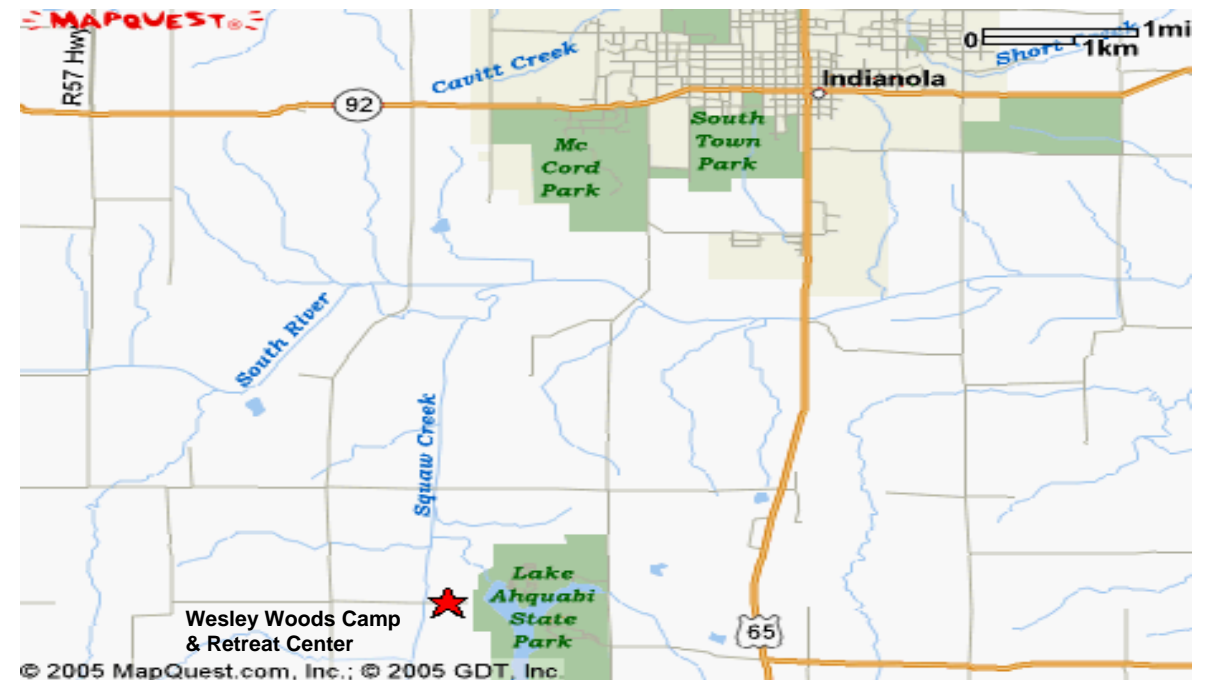 MAPQUEST®
R57 Hwy
Cavitt Creek
0
1mi
1km
Short Creek
Indianola
92
South
Town
Park
Mc
Cord
Park
South River
Squaw Creek
Lake
Ahquabi
State
Park
Wesley Woods Camp
& Retreat Center
65
© 2005 MapQuest.com, Inc.; © 2005 GDT, Inc.